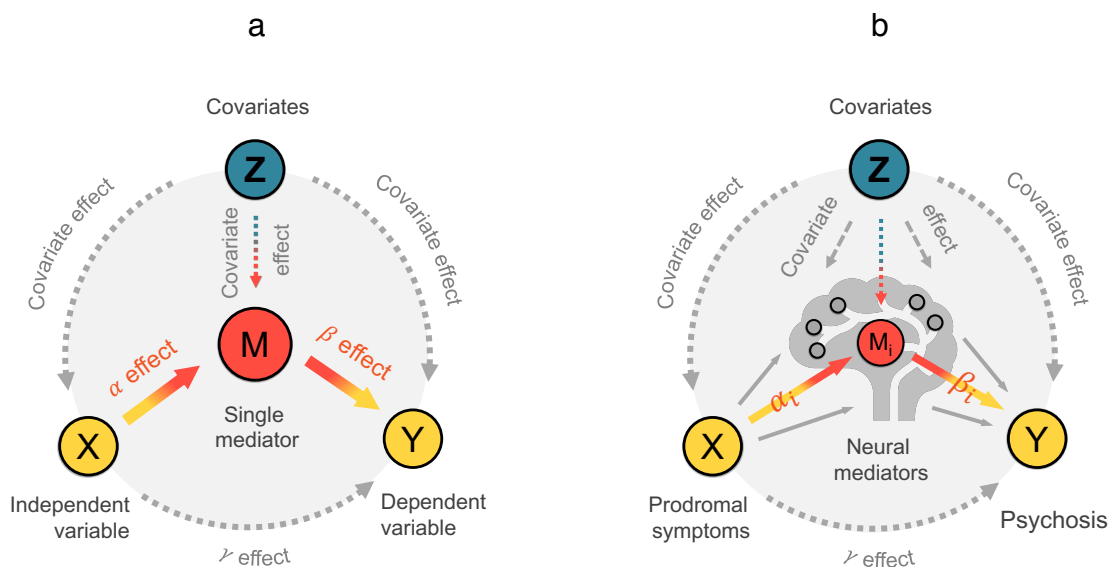 a
Covariates
Z
Covariate effect
Covariate effect
Covariate
effect
M
α effect
β effect
Single
mediator
X
Y
Independent
variable
Dependent
variable
γ effect
b
Covariates
Z
Covariate effect
Covariate effect
Covariate
effect
Mi
αi
βi
X
Y
Neural
mediators
Prodromal
symptoms
Psychosis
γ effect